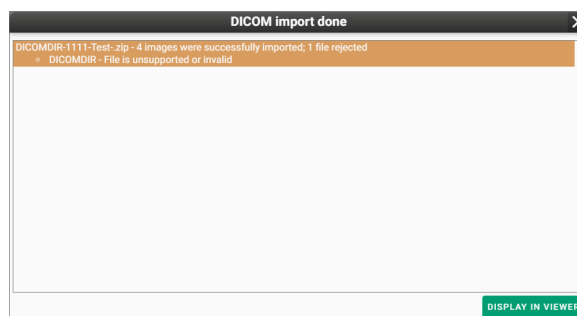 DICOM import done
DICOMDIR-1111-Test-.zip - 4 images were successfully imported; 1 file rejected
DICOMDIR - File is unsupported or invalid
DISPLAY IN VIEWER